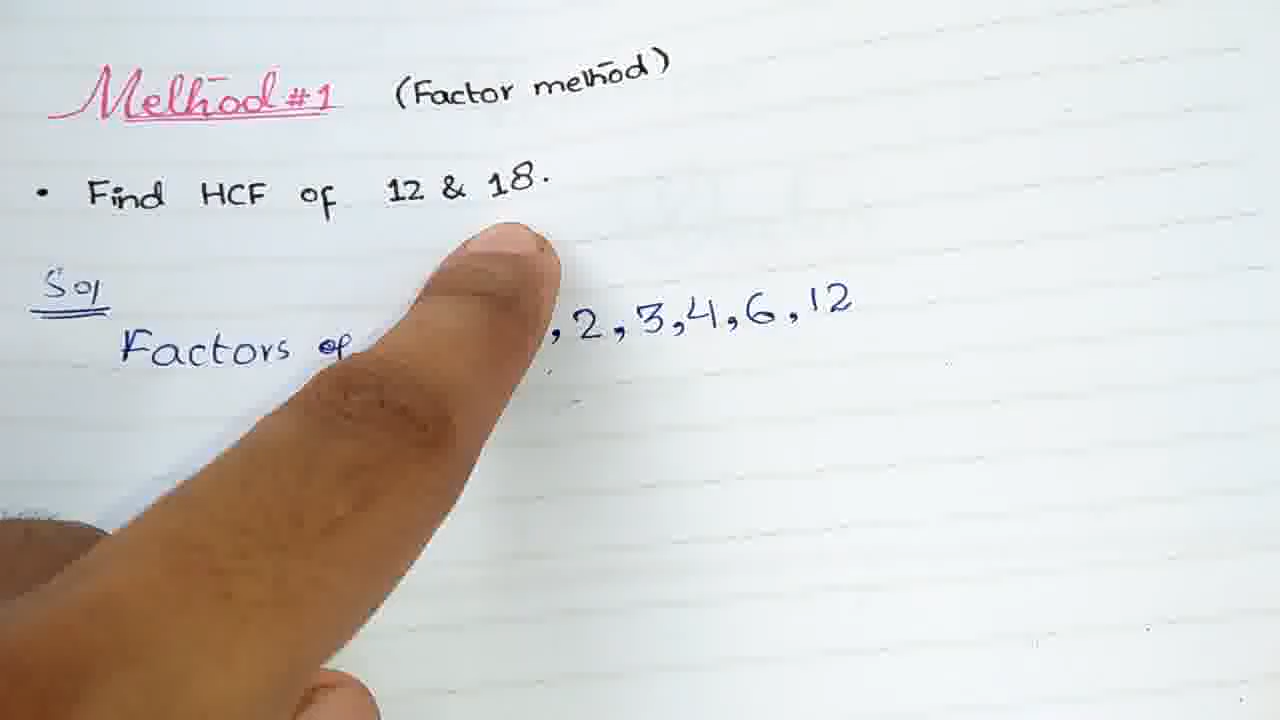 Method #1 (Factor method)
• Find HCF of 12 & 18.
Sol
Factors of , 2, 3, 4, 6, 12